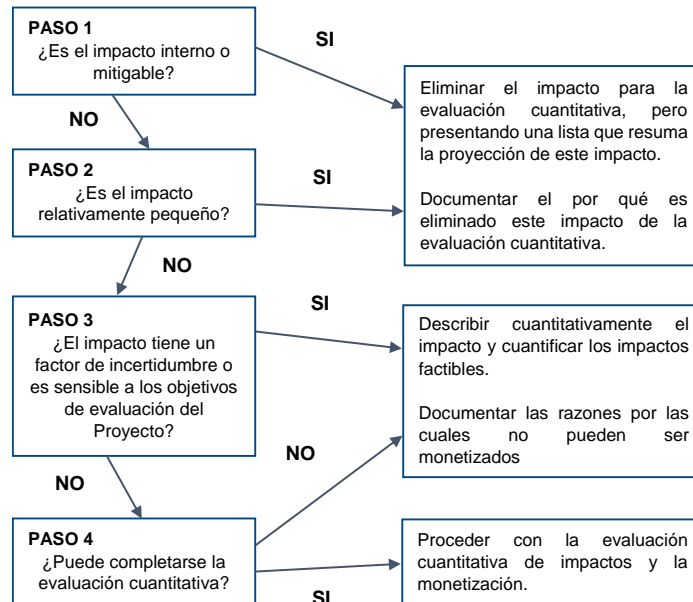 PASO 1
¿Es el impacto interno o
mitigable?
SI
NO
Eliminar el impacto para la
evaluación cuantitativa, pero
presentando una lista que resuma
la proyección de este impacto.
Documentar el por qué es
eliminado este impacto de la
evaluación cuantitativa.
PASO 2
¿Es el impacto
relativamente pequeño?
SI
NO
PASO 3
¿El impacto tiene un
factor de incertidumbre o
es sensible a los objetivos
de evaluación del
Proyecto?
SI
NO
Describir cuantitativamente el
impacto y cuantificar los impactos
factibles.
Documentar las razones por las
cuales no pueden ser
monetizados
PASO 4
¿Puede completarse la
evaluación cuantitativa?
NO
SI
Proceder con la evaluación
cuantitativa de impactos y la
monetización.